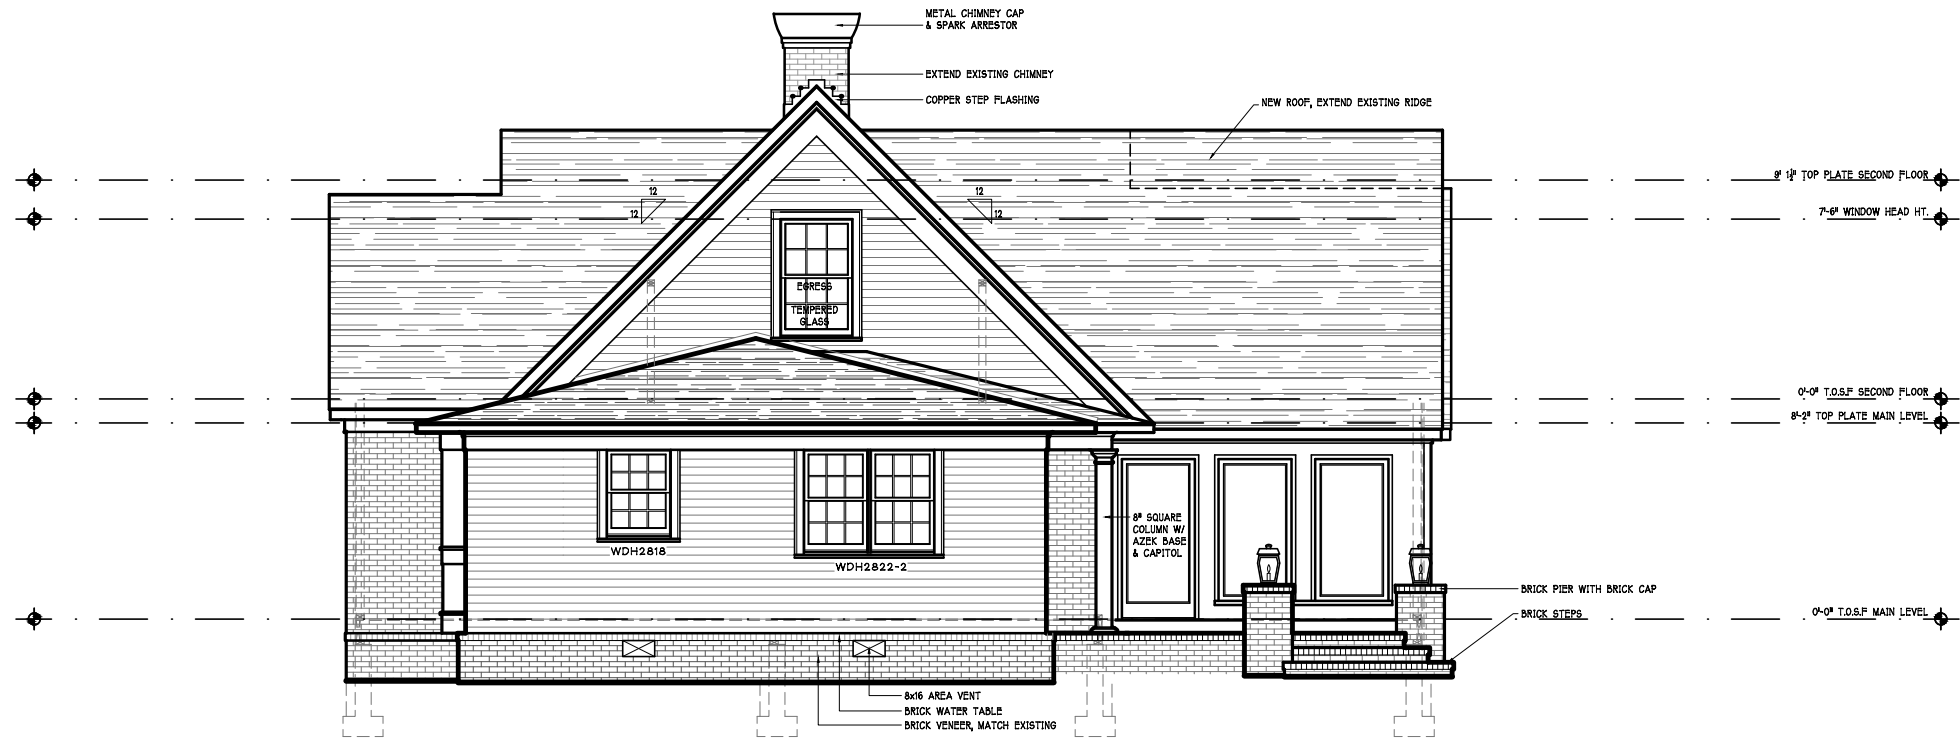 METAL CHIMNEY CAP
& SPARK ARRESTOR
EXTEND EXISTING CHIMNEY
COPPER STEP FLASHING
NEW ROOF, EXTEND EXISTING RIDGE
9' 1½" TOP PLATE SECOND FLOOR
12
12
12
12
7'-6" WINDOW HEAD HT.
EGRESS
TEMPERED
GLASS
0'-0" T.O.S.F SECOND FLOOR
8'-2" TOP PLATE MAIN LEVEL
8" SQUARE
COLUMN W/
AZEK BASE
& CAPITOL
WDH2818
WDH2822-2
BRICK PIER WITH BRICK CAP
BRICK STEPS
0'-0" T.O.S.F MAIN LEVEL
8x16 AREA VENT
BRICK WATER TABLE
BRICK VENEER, MATCH EXISTING